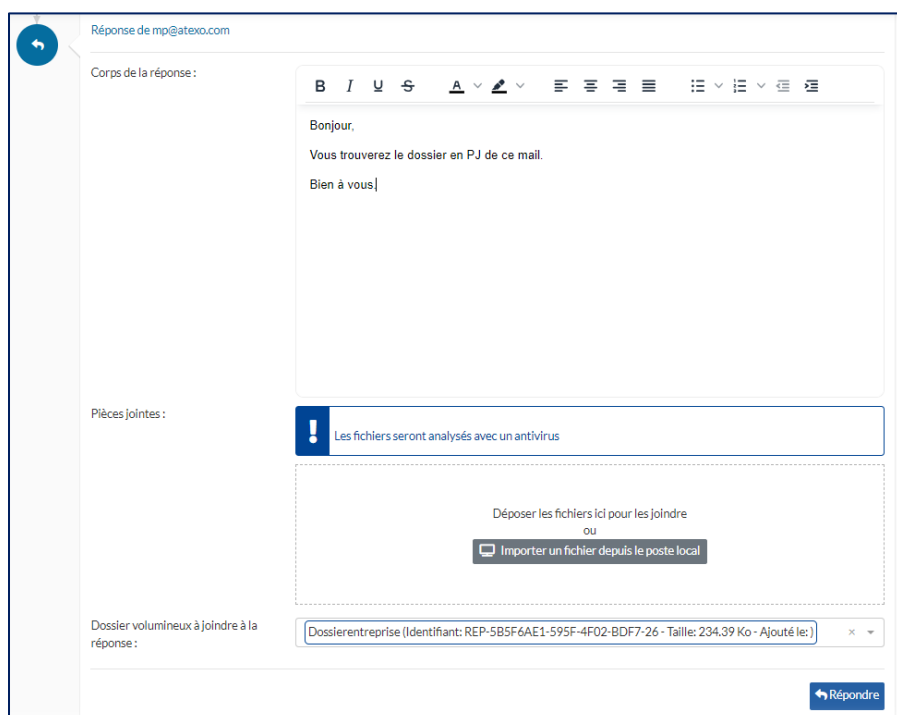 Réponse de mp@atexo.com
Corps de la réponse :
B I U S A
Bonjour,
Vous trouverez le dossier en PJ de ce mail.
Bien à vous.
Pièces jointes :
! Les fichiers seront analysés avec un antivirus
Déposer les fichiers ici pour les joindre
ou
Importer un fichier depuis le poste local
Dossier volumineux à joindre à la
réponse :
Dossierentreprise (Identifiant: REP-5B5F6AE1-595F-4F02-BDF7-26 - Taille: 234.39 Ko - Ajouté le: )
Répondre